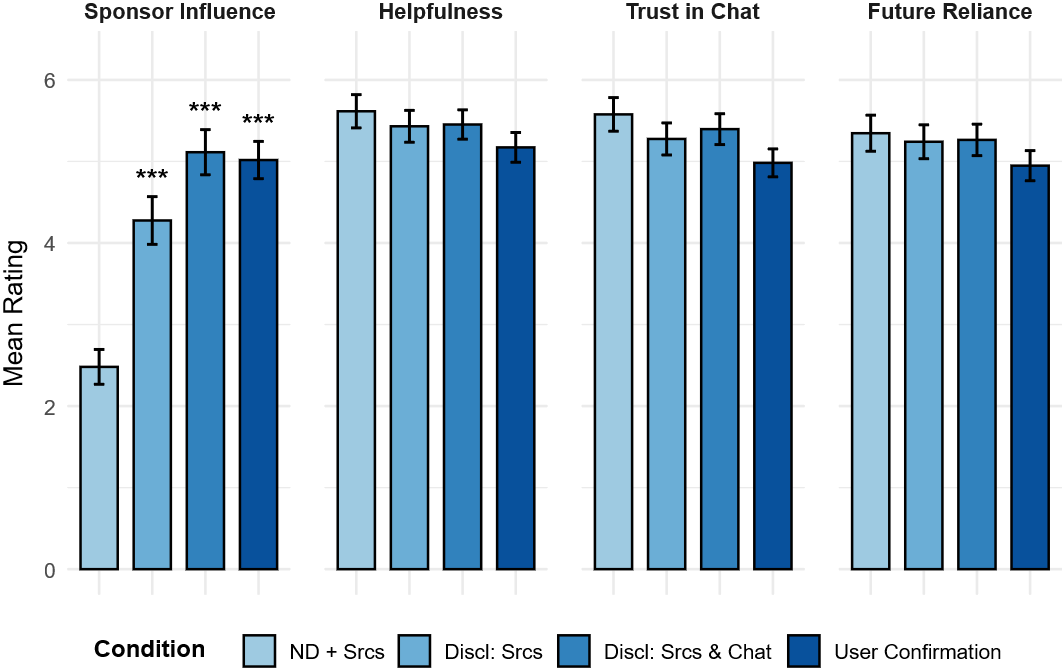 Sponsor Influence Helpfulness Trust in Chat Future Reliance
6
4
2
0
Mean Rating
*** *** ***
Condition ND + Srcs Discl: Srcs Discl: Srcs & Chat User Confirmation